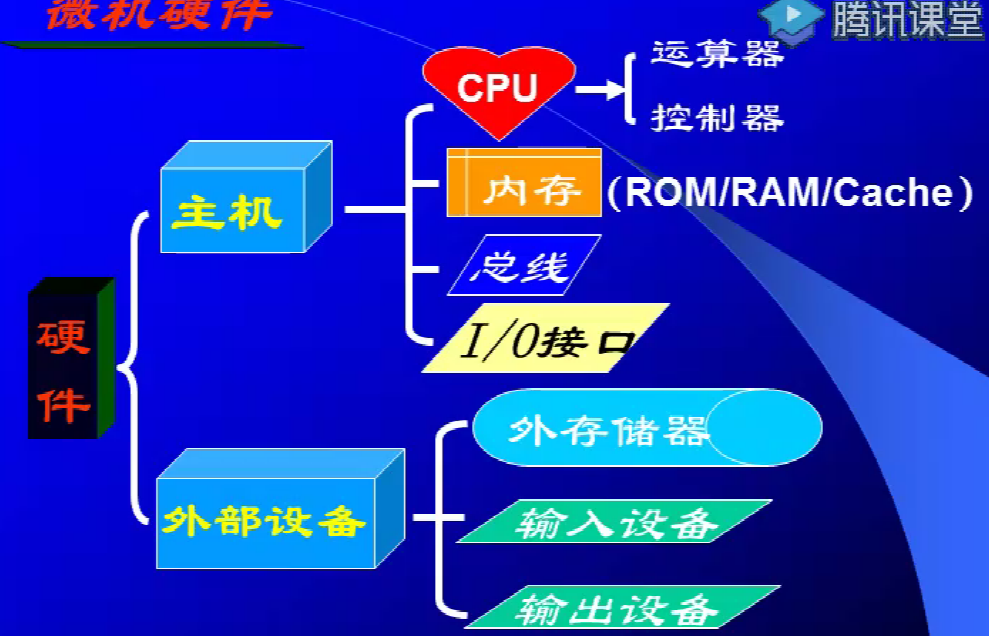 微机硬件
腾讯课堂
CPU
运算器
控制器
主机
内存
(ROM/RAM/Cache)
总线
I/O接口
硬件
外部设备
外存储器
输入设备
输出设备